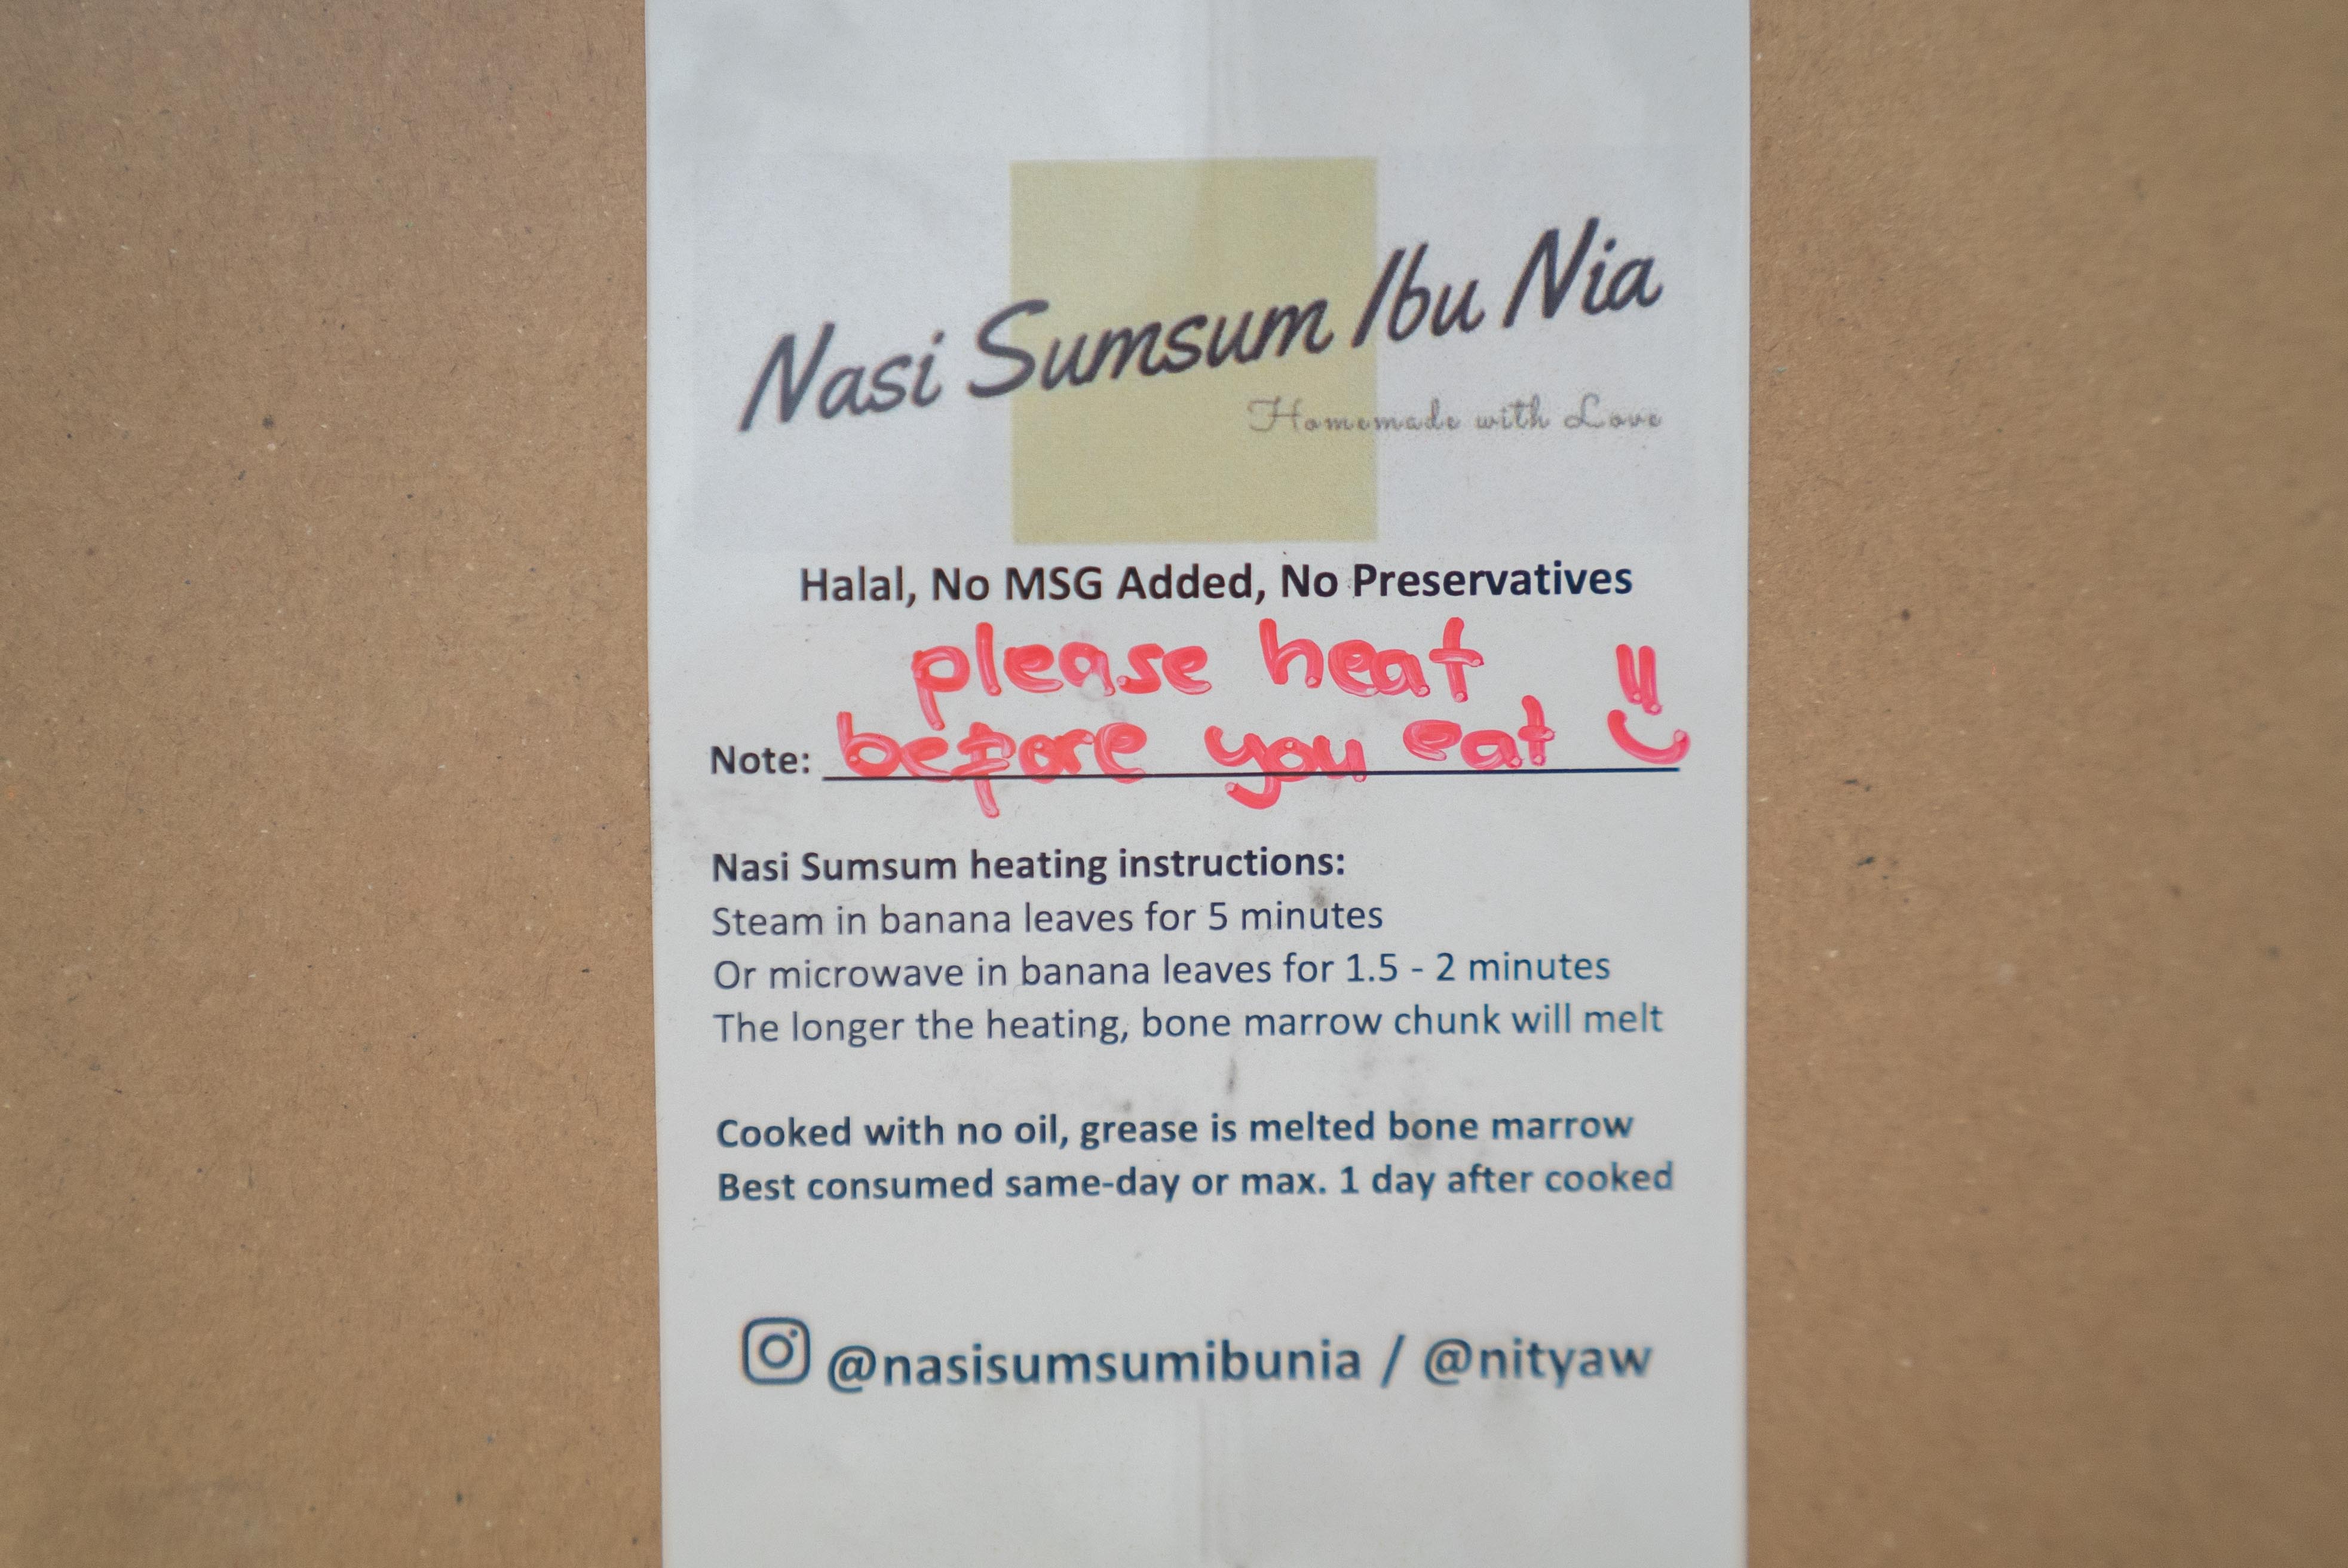 Nasi Sumsum Ibu Nia
Homemade with Love
Halal, No MSG Added, No Preservatives
please heat
Note: before you eat
Nasi Sumsum heating instructions:
Steam in banana leaves for 5 minutes
Or microwave in banana leaves for 1.5 - 2 minutes
The longer the heating, bone marrow chunk will melt
Cooked with no oil, grease is melted bone marrow
Best consumed same-day or max. 1 day after cooked
@nasisumsumibunia / @nityaw